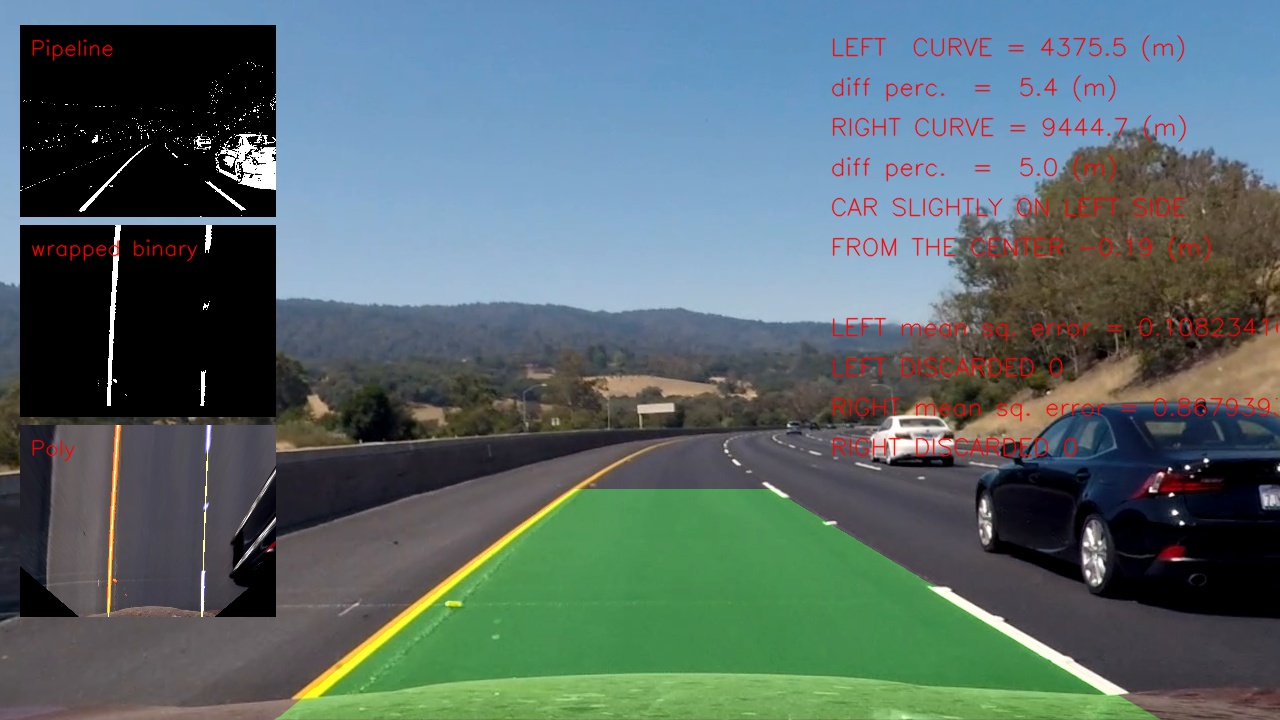 Pipeline
wrapped binary
Poly
LEFT CURVE = 4375.5 (m)
diff perc. = 5.4 (m)
RIGHT CURVE = 9444.7 (m)
diff perc. = 5.0 (m)
CAR SLIGHTLY ON LEFT SIDE
FROM THE CENTER -0.19 (m)
LEFT mean sq. error = 0.1082341
LEFT DISCARDED 0
RIGHT mean sq. error = 0.867939
RIGHT DISCARDED 0